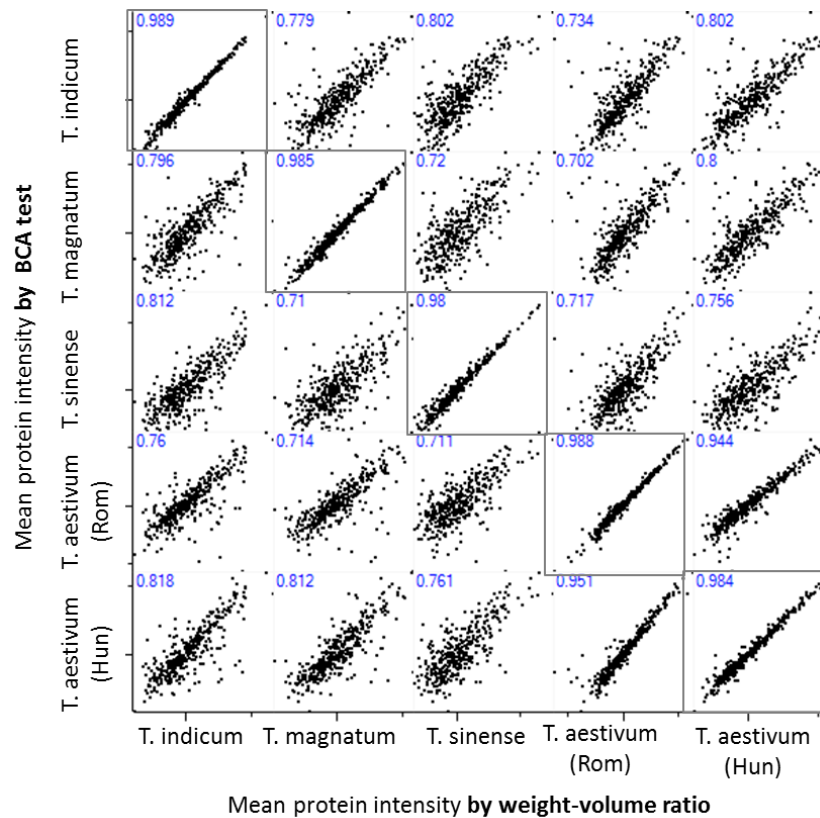 0.989 0.779 0.802 0.734 0.802
T. indicum
0.796 0.985 0.72 0.702 0.8
T. magnatum
0.812 0.71 0.98 0.717 0.756
T. sinense
0.76 0.714 0.711 0.988 0.944
T. aestivum
(Rom)
0.818 0.812 0.761 0.951 0.984
T. aestivum
(Hun)
Mean protein intensity by BCA test
T. indicum T. magnatum T. sinense T. aestivum T. aestivum
(Rom) (Hun)
Mean protein intensity by weight-volume ratio